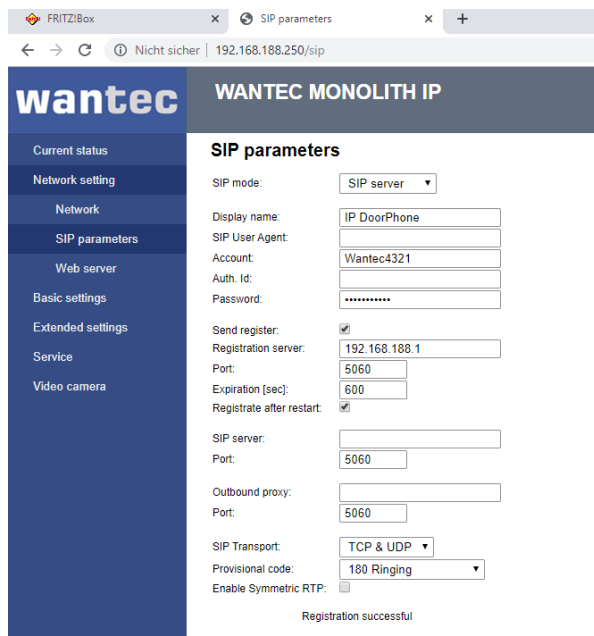 FRITZ!Box
SIP parameters
Nicht sicher | 192.168.188.250/sip
wantec
WANTEC MONOLITH IP
Current status
Network setting
Network
SIP parameters
Web server
Basic settings
Extended settings
Service
Video camera
SIP parameters
SIP mode: SIP server
Display name: IP DoorPhone
SIP User Agent:
Account: Wantec4321
Auth. Id:
Password: •••••••••••
Send register:
Registration server: 192.168.188.1
Port: 5060
Expiration [sec]: 600
Registrate after restart:
SIP server:
Port: 5060
Outbound proxy:
Port: 5060
SIP Transport: TCP & UDP
Provisional code: 180 Ringing
Enable Symmetric RTP:
Registration successful